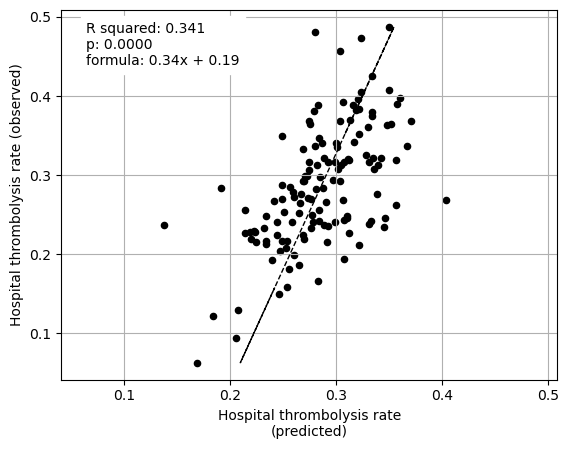 R squared: 0.341
p: 0.0000
formula: 0.34x + 0.19
0.5
0.4
0.3
0.2
0.1
Hospital thrombolysis rate (observed)
0.1 0.2 0.3 0.4 0.5
Hospital thrombolysis rate
(predicted)